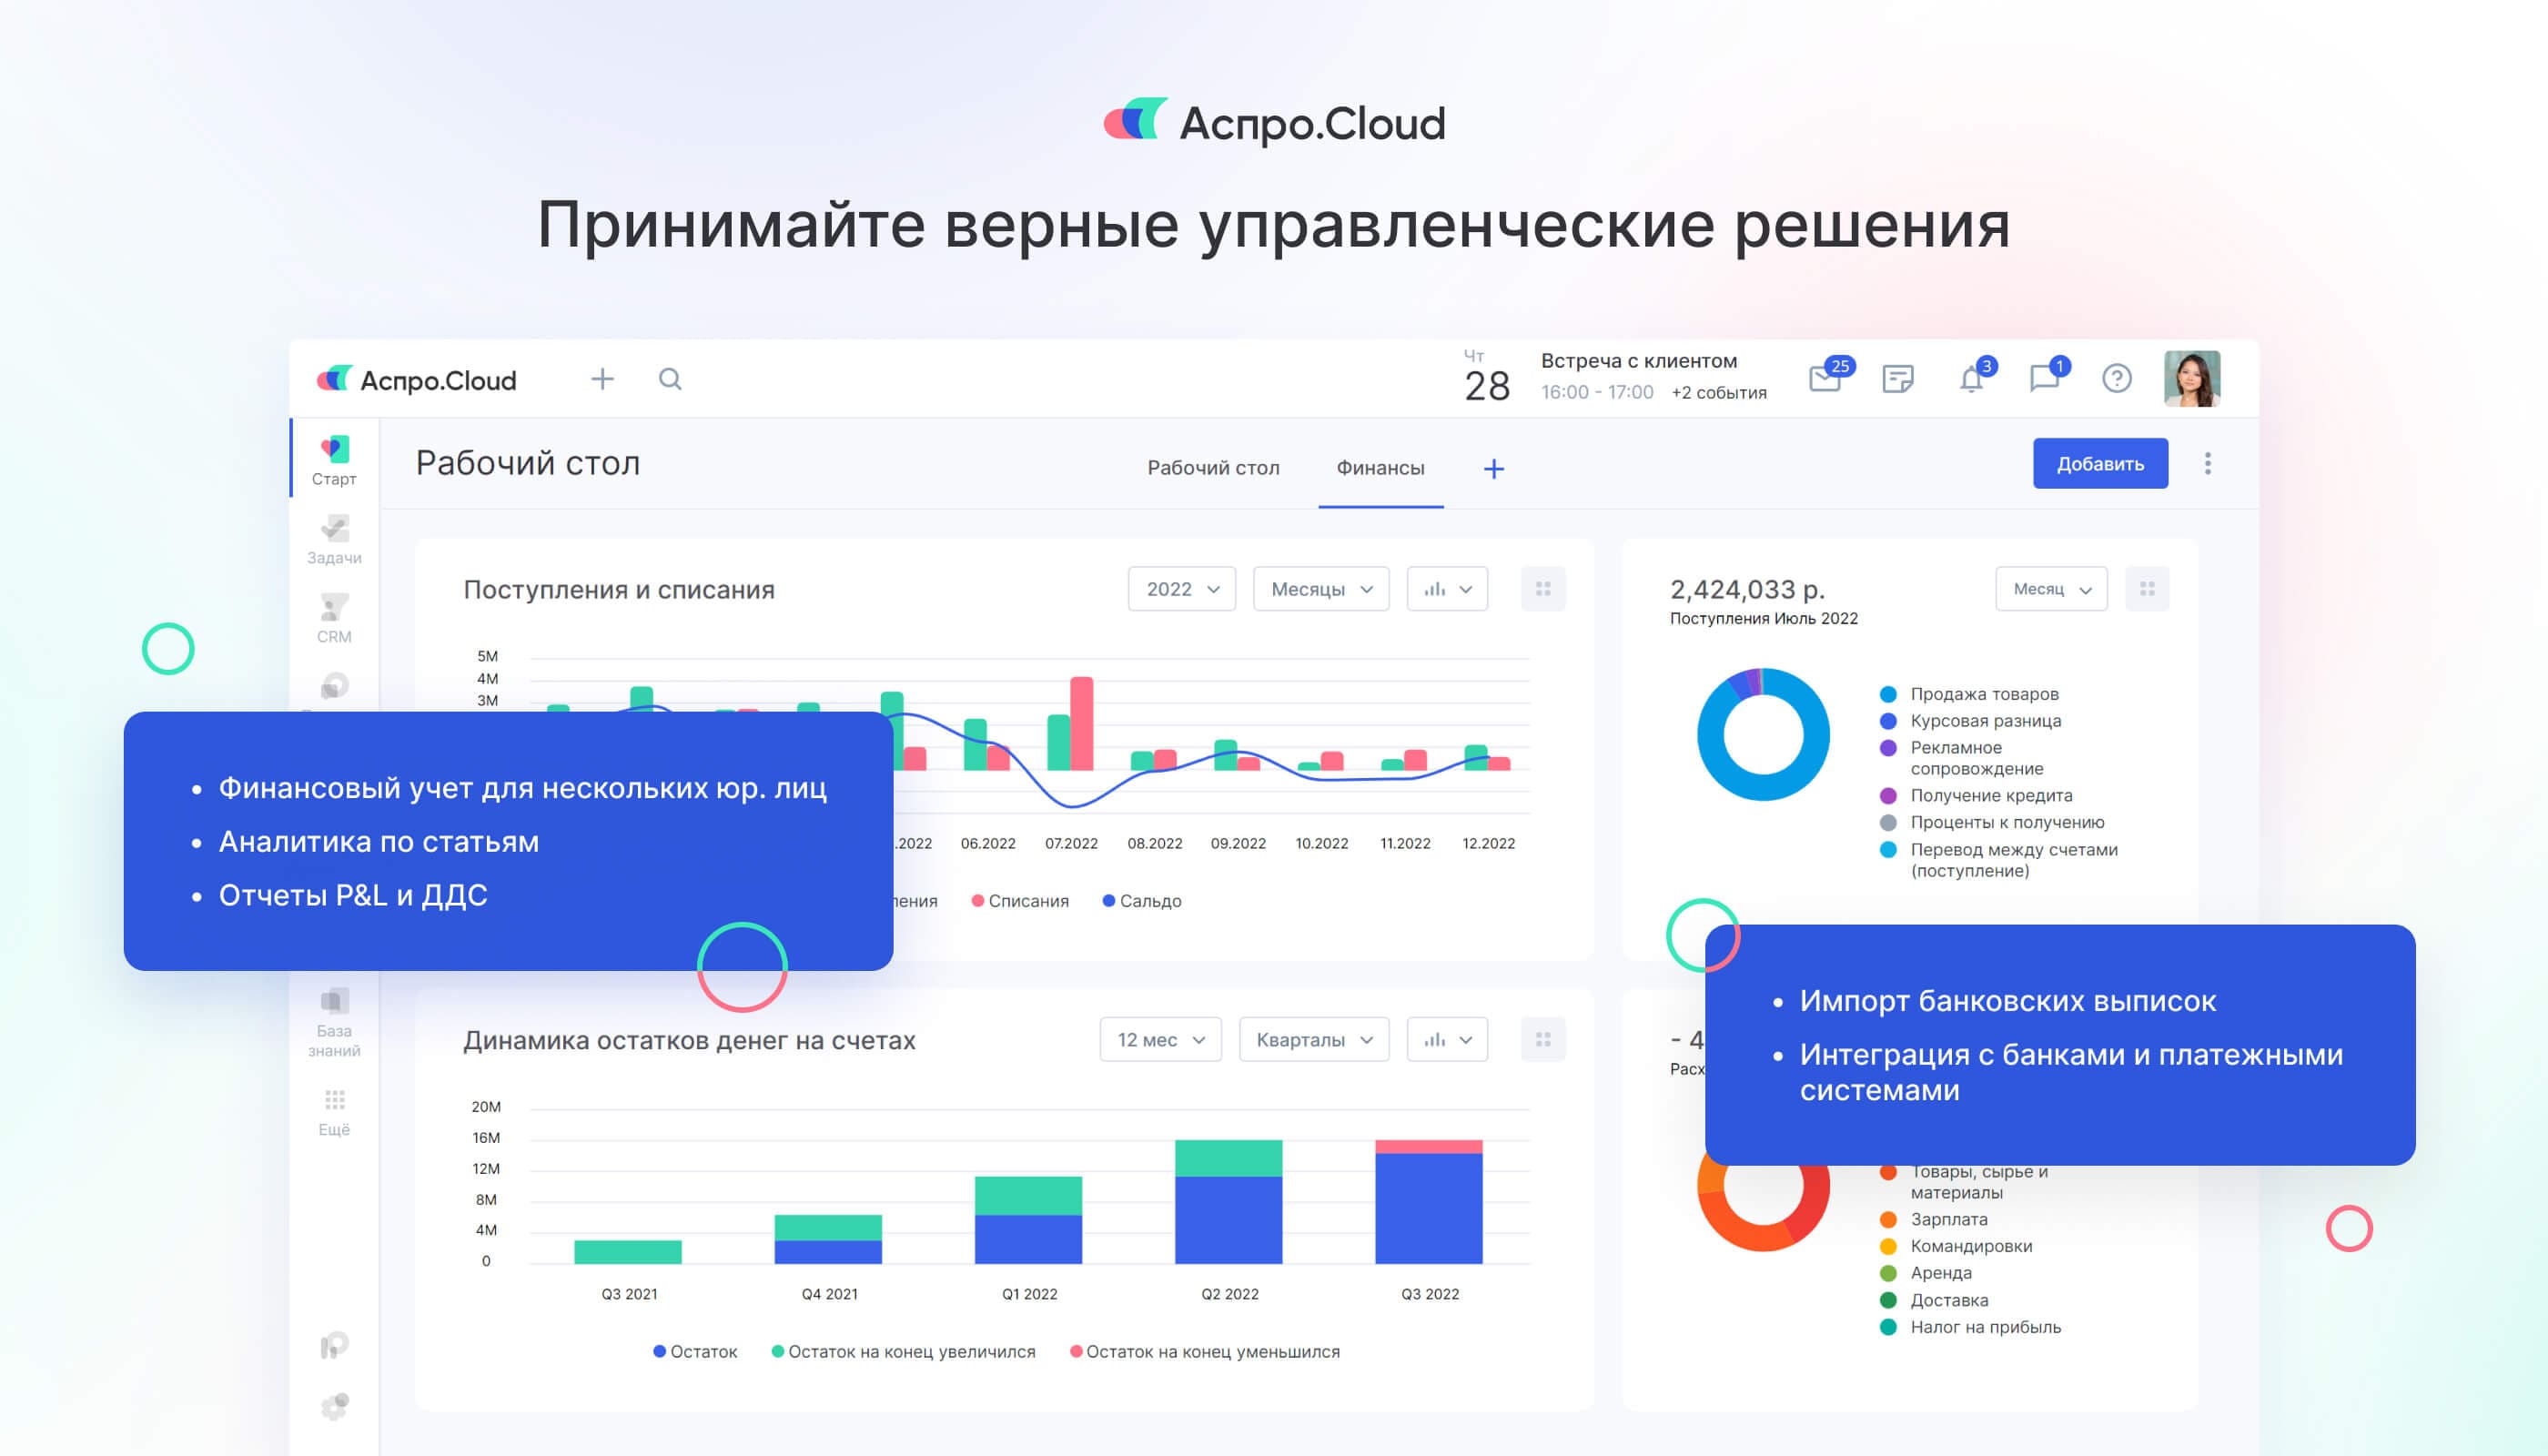 Аспро.Cloud
Принимайте верные управленческие решения
Аспро.Cloud
Чт
28
Встреча с клиентом
16:00 - 17:00 +2 события
25
3
1
Старт
Задачи
CRM
База
знаний
Ещё
Рабочий стол
Рабочий стол
Финансы
Добавить
Поступления и списания
2022
Месяцы
5M
4M
3M
.2022
06.2022
07.2022
08.2022
09.2022
10.2022
11.2022
12.2022
Списания
Сальдо
2,424,033 р.
Поступления Июль 2022
Месяц
Продажа товаров
Курсовая разница
Рекламное
сопровождение
Получение кредита
Проценты к получению
Перевод между счетами
(поступление)
Финансовый учет для нескольких юр. лиц
Аналитика по статьям
Отчеты P&L и ДДС
Импорт банковских выписок
Интеграция с банками и платежными
системами
Динамика остатков денег на счетах
12 мес
Кварталы
20M
16M
12M
8M
4M
0
Q3 2021
Q4 2021
Q1 2022
Q2 2022
Q3 2022
Остаток
Остаток на конец увеличился
Остаток на конец уменьшился
- 4
Товары, сырье и
материалы
Зарплата
Командировки
Аренда
Доставка
Налог на прибыль